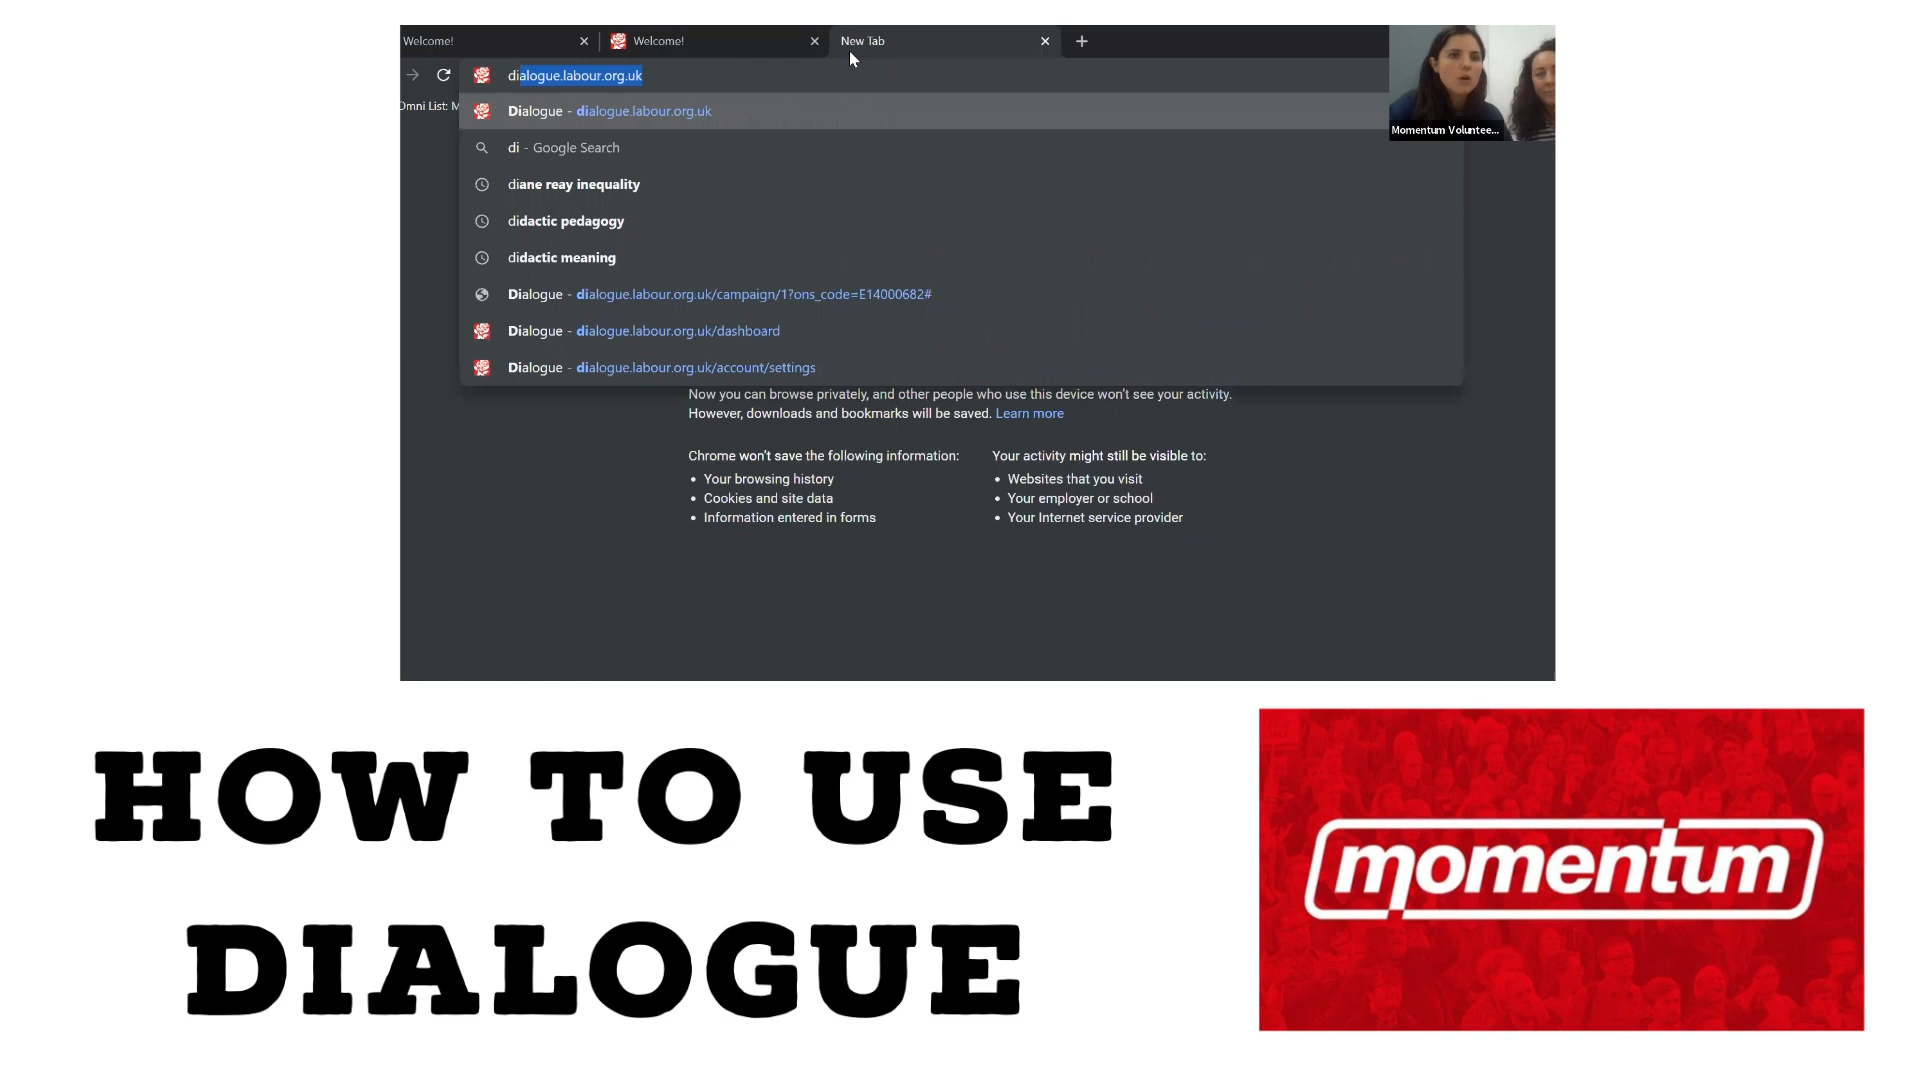 Welcome!
Welcome!
New Tab
dialogue.labour.org.uk
Omni List: M
Dialogue - dialogue.labour.org.uk
di - Google Search
diane reay inequality
didactic pedagogy
didactic meaning
Dialogue - dialogue.labour.org.uk/campaign/1?ons_code=E14000682#
Dialogue - dialogue.labour.org.uk/dashboard
Dialogue - dialogue.labour.org.uk/account/settings
Momentum Voluntee...
Now you can browse privately, and other people who use this device won't see your activity.
However, downloads and bookmarks will be saved. Learn more
Chrome won't save the following information:
• Your browsing history
• Cookies and site data
• Information entered in forms
Your activity might still be visible to:
• Websites that you visit
• Your employer or school
• Your Internet service provider
HOW TO USE
DIALOGUE
momentum